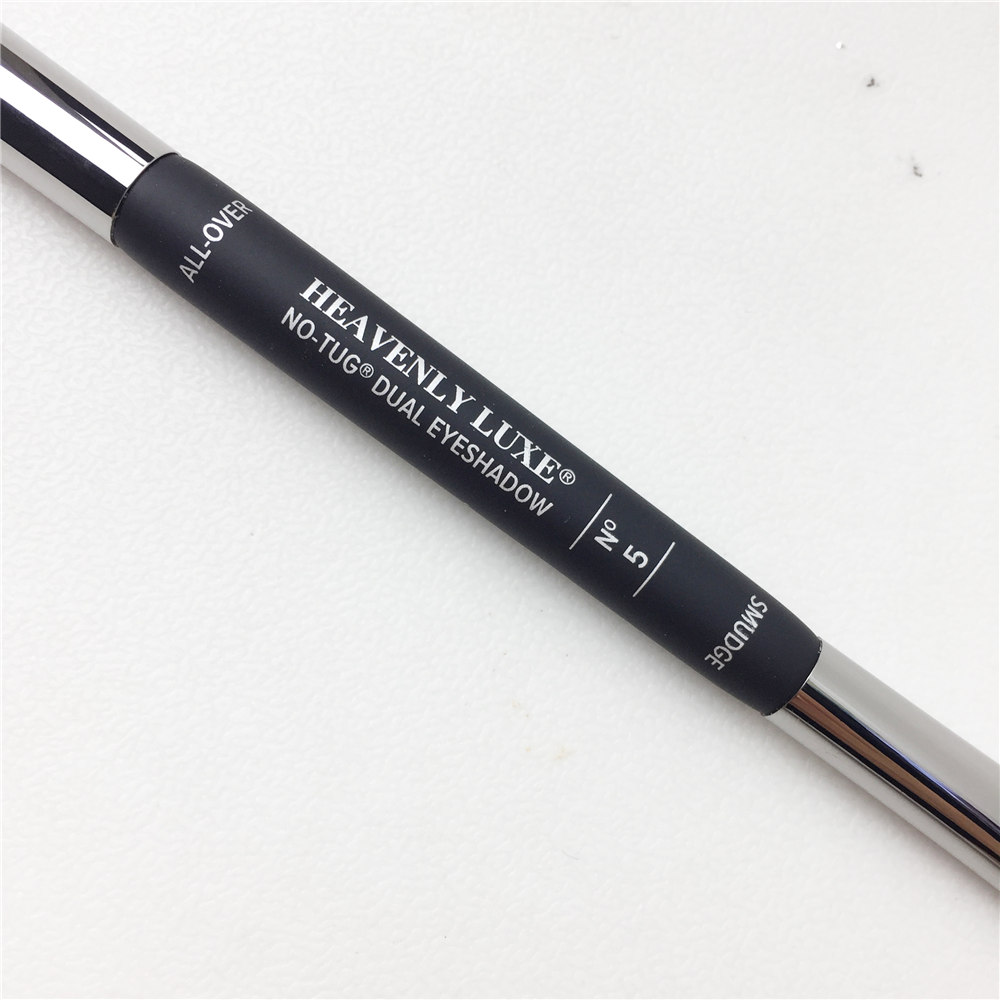 ALL-OVER
HEAVENLY LUXE®
NO-TUG® DUAL EYESHADOW
Nº
5
SMUDGE